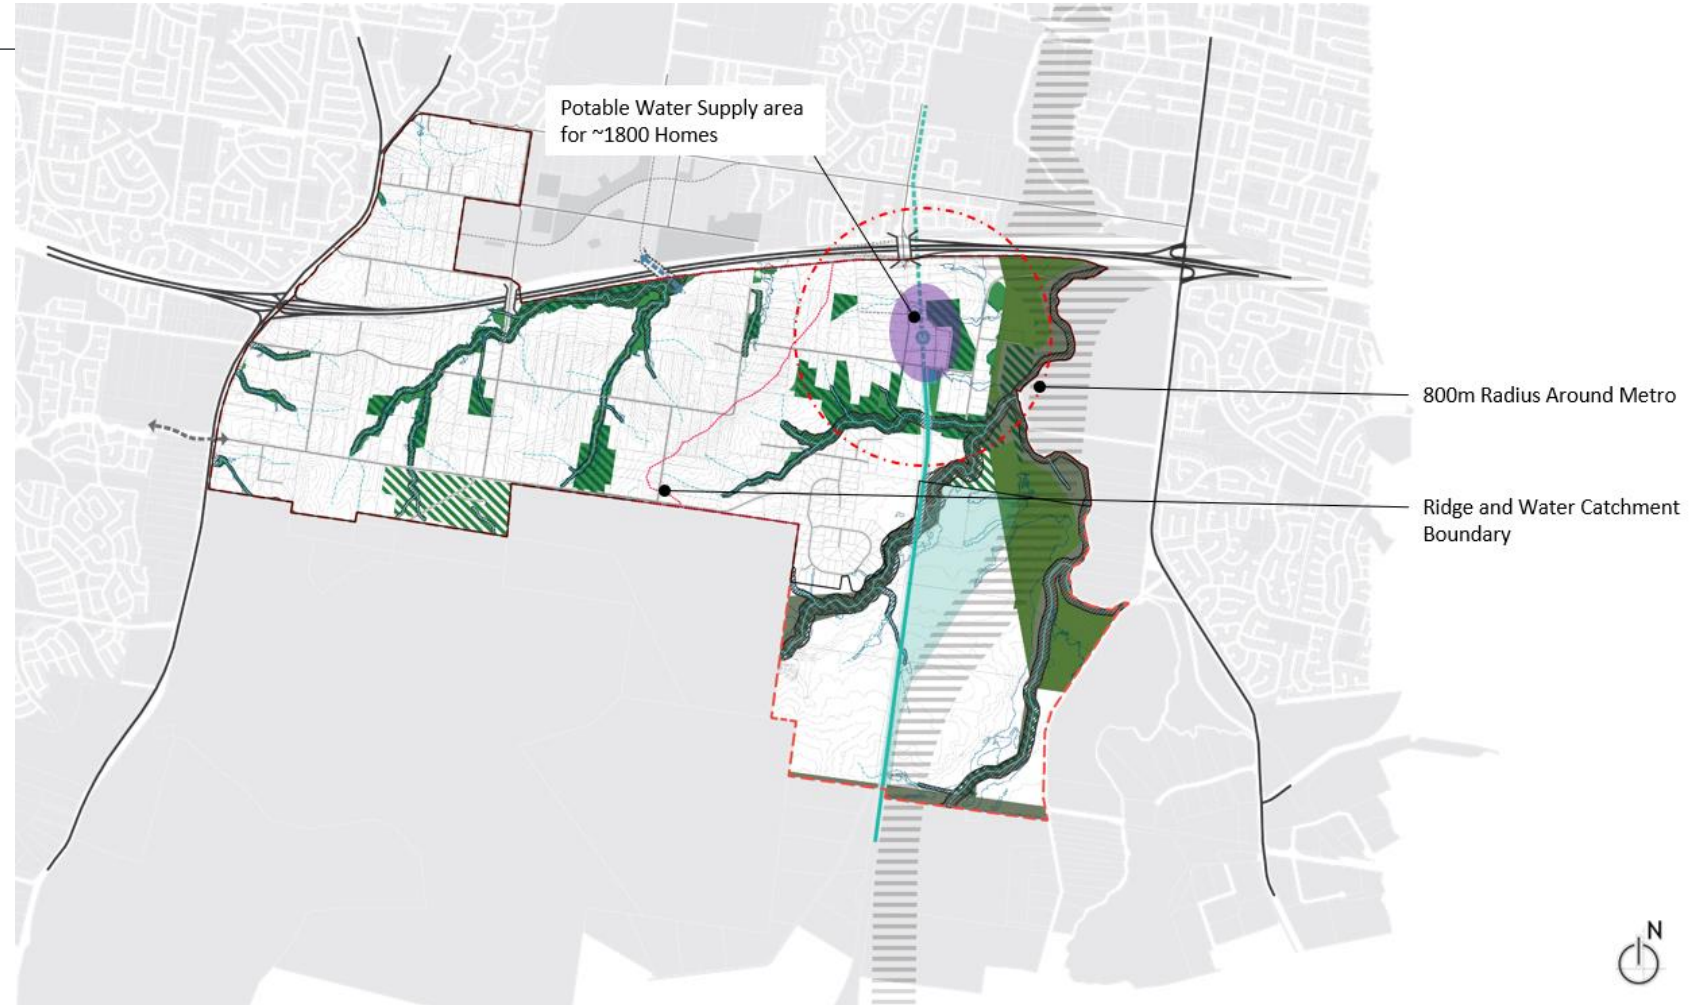 Potable Water Supply area
for ~1800 Homes
800m Radius Around Metro
Ridge and Water Catchment
Boundary
M
N